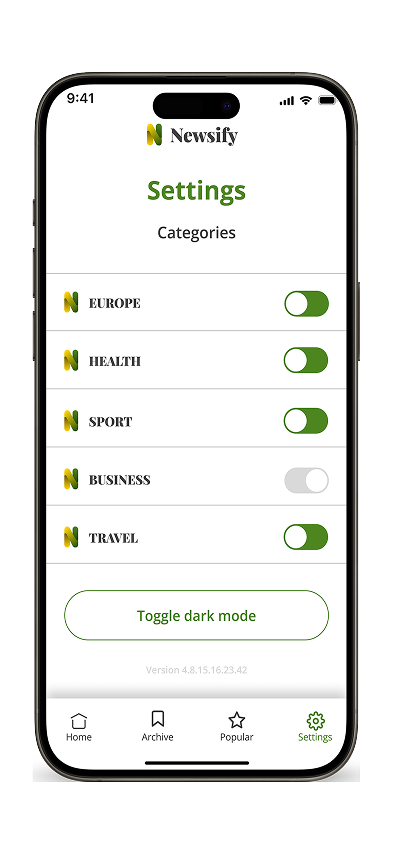 9:41
Newsify
Settings
Categories
EUROPE
HEALTH
SPORT
BUSINESS
TRAVEL
Toggle dark mode
Version 4.8.15.16.23.42
Home Archive Popular Settings